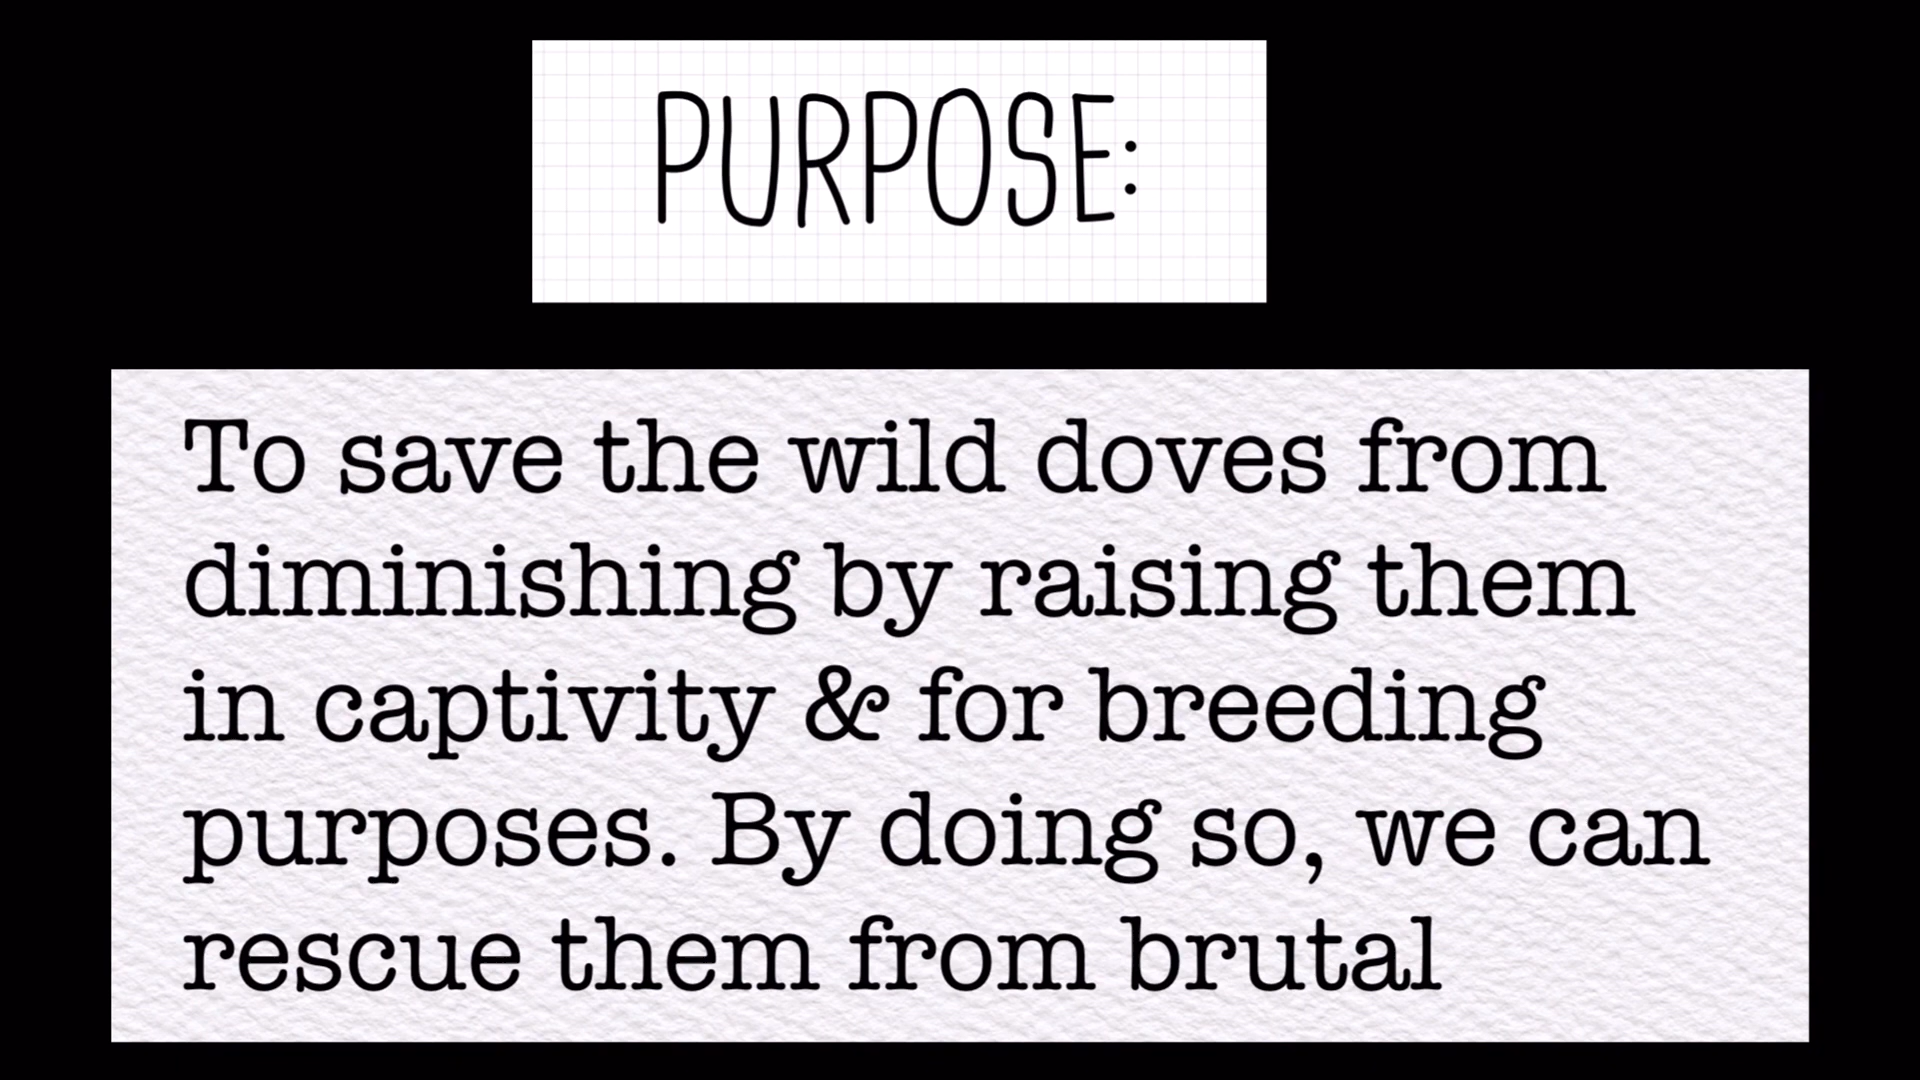 PURPOSE:
To save the wild doves from
diminishing by raising them
in captivity & for breeding
purposes. By doing so, we can
rescue them from brutal